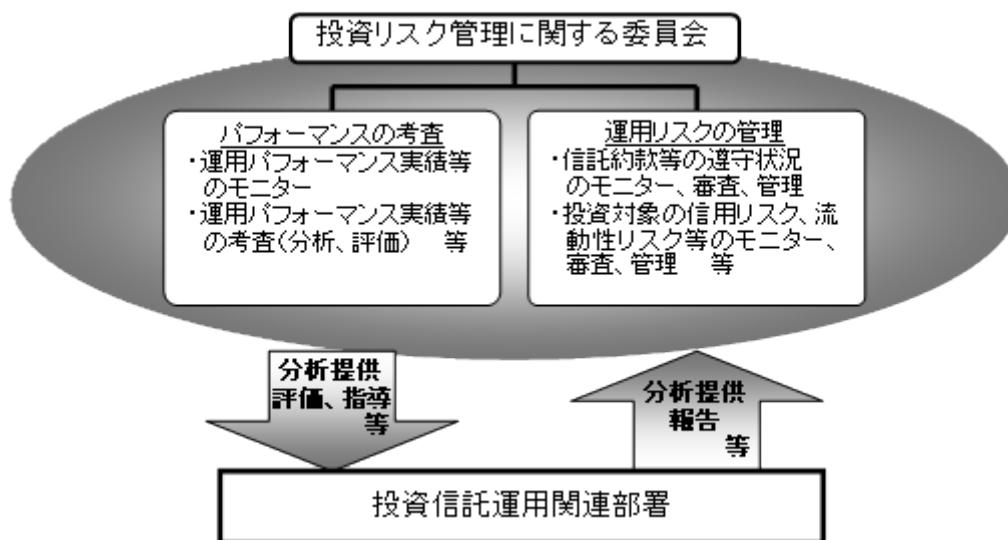 投資リスク管理に関する委員会
パフォーマンスの考査
・運用パフォーマンス実績等
のモニター
・運用パフォーマンス実績等
の考査(分析、評価) 等
運用リスクの管理
・信託約款等の遵守状況
のモニター、審査、管理
・投資対象の信用リスク、流
動性リスク等のモニター、
審査、管理 等
分析提供
評価、指導
等
分析提供
報告
等
投資信託運用関連部署